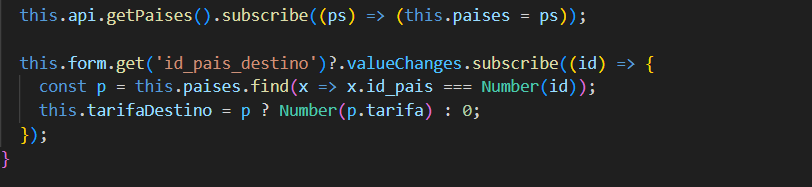 this.api.getPaises().subscribe((ps) => (this.paises = ps));
this.form.get('id_pais_destino')?.valueChanges.subscribe((id) => {
const p = this.paises.find(x => x.id_pais === Number(id));
this.tarifaDestino = p ? Number(p.tarifa) : 0;
});
}